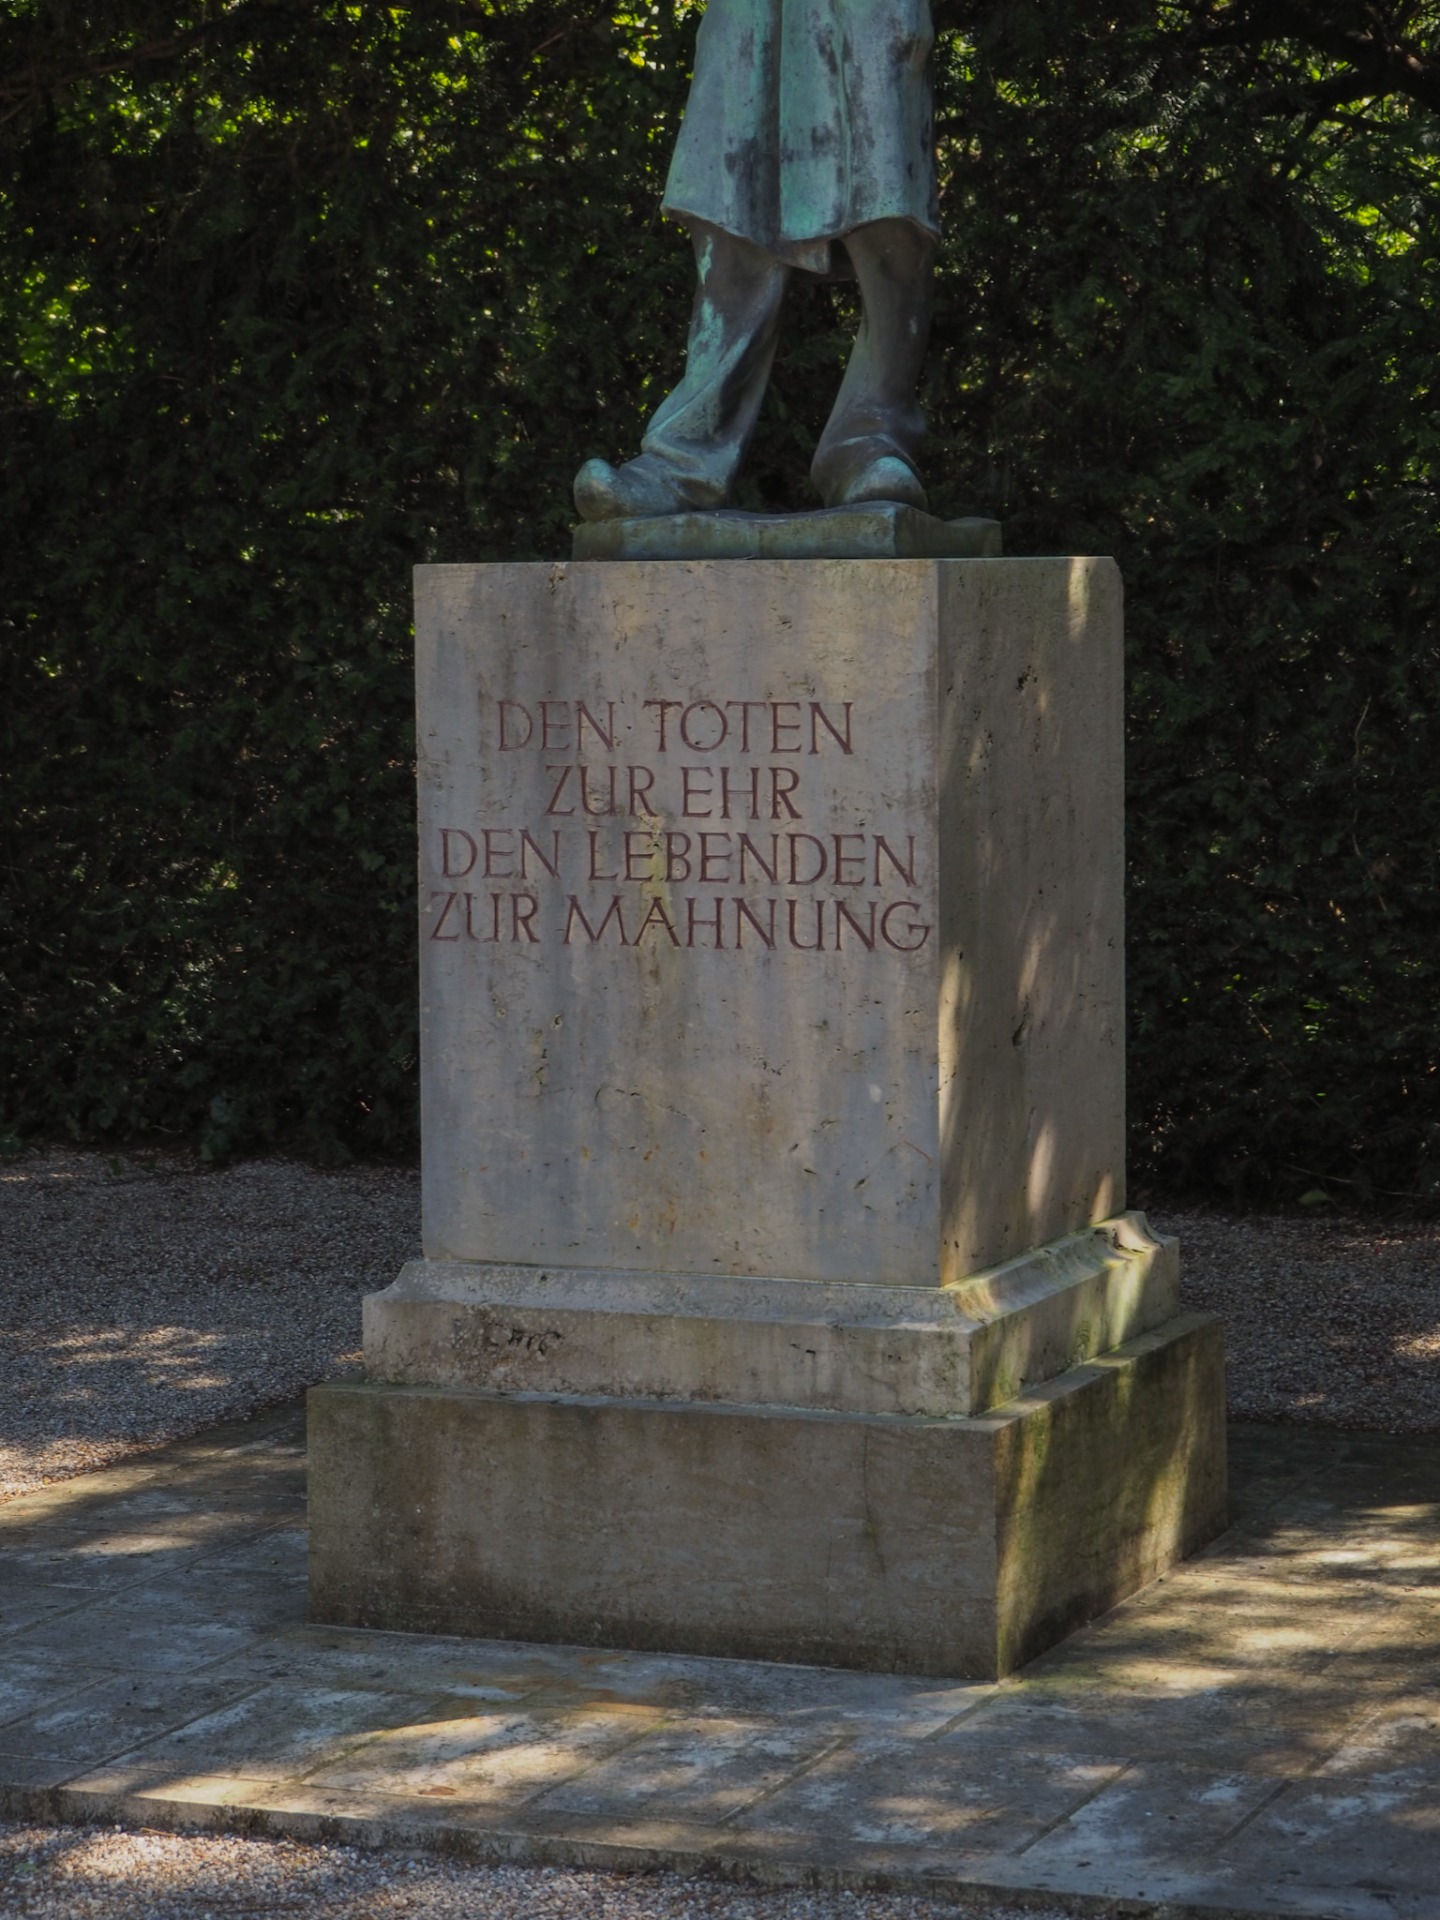 DEN TOTEN
ZUR EHR
DEN LEBENDEN
ZUR MAHNUNG